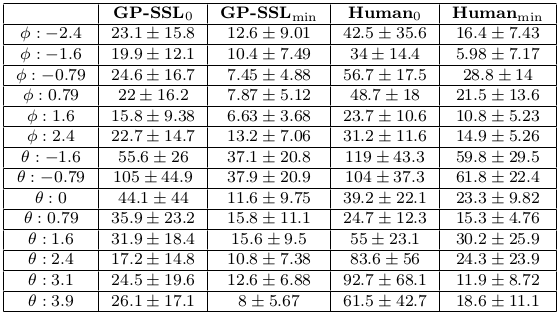 GP-SSL0 GP-SSLmin Human0 Humanmin
ϕ : −2.4 23.1 ± 15.8 12.6 ± 9.01 42.5 ± 35.6 16.4 ± 7.43
ϕ : −1.6 19.9 ± 12.1 10.4 ± 7.49 34 ± 14.4 5.98 ± 7.17
ϕ : −0.79 24.6 ± 16.7 7.45 ± 4.88 56.7 ± 17.5 28.8 ± 14
ϕ : 0.79 22 ± 16.2 7.87 ± 5.12 48.7 ± 18 21.5 ± 13.6
ϕ : 1.6 15.8 ± 9.38 6.63 ± 3.68 23.7 ± 10.6 10.8 ± 5.23
ϕ : 2.4 22.7 ± 14.7 13.2 ± 7.06 31.2 ± 11.6 14.9 ± 5.26
θ : −1.6 55.6 ± 26 37.1 ± 20.8 119 ± 43.3 59.8 ± 29.5
θ : −0.79 105 ± 44.9 37.9 ± 20.9 104 ± 37.3 61.8 ± 22.4
θ : 0 44.1 ± 44 11.6 ± 9.75 39.2 ± 22.1 23.3 ± 9.82
θ : 0.79 35.9 ± 23.2 15.8 ± 11.1 24.7 ± 12.3 15.3 ± 4.76
θ : 1.6 31.9 ± 18.4 15.6 ± 9.5 55 ± 23.1 30.2 ± 25.9
θ : 2.4 17.2 ± 14.8 10.8 ± 7.38 83.6 ± 56 24.3 ± 23.9
θ : 3.1 24.5 ± 19.6 12.6 ± 6.88 92.7 ± 68.1 11.9 ± 8.72
θ : 3.9 26.1 ± 17.1 8 ± 5.67 61.5 ± 42.7 18.6 ± 11.1